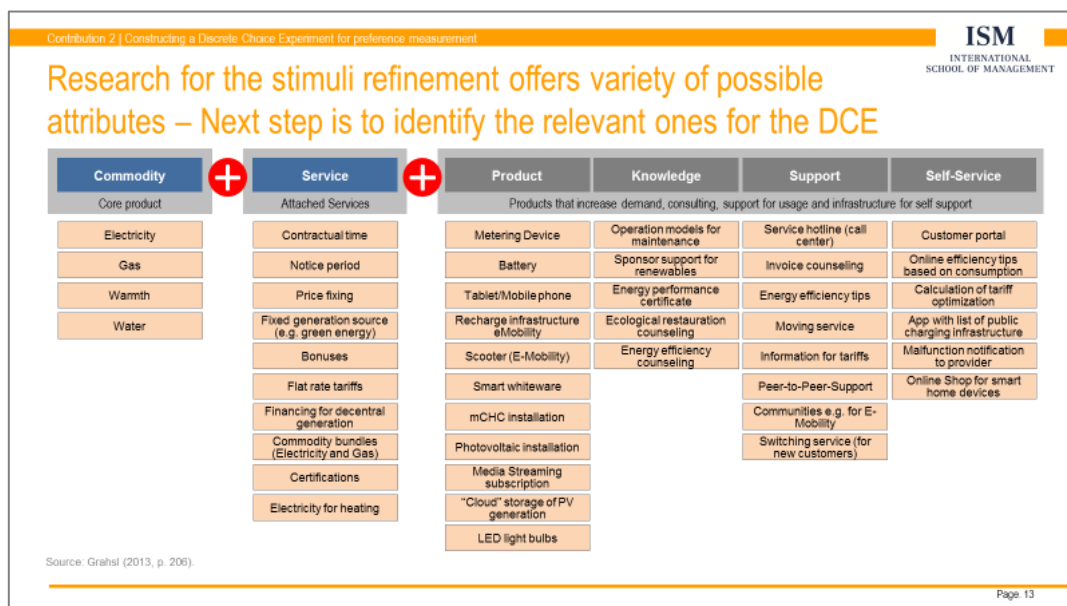 Contribution 2 | Constructing a Discrete Choice Experiment for preference measurement
ISM
INTERNATIONAL
SCHOOL OF MANAGEMENT
Research for the stimuli refinement offers variety of possible
attributes – Next step is to identify the relevant ones for the DCE
Commodity
Core product
Electricity
Gas
Warmth
Water
Service
Attached Services
Contractual time
Notice period
Price fixing
Fixed generation source
(e.g. green energy)
Bonuses
Flat rate tariffs
Financing for decentral
generation
Commodity bundles
(Electricity and Gas)
Certifications
Electricity for heating
Product
Knowledge
Support
Self-Service
Products that increase demand, consulting, support for usage and infrastructure for self support
Metering Device
Battery
Tablet/Mobile phone
Recharge infrastructure
eMobility
Scooter (E-Mobility)
Smart whiteware
mCHC installation
Photovoltaic installation
Media Streaming
subscription
"Cloud" storage of PV
generation
LED light bulbs
Operation models for
maintenance
Sponsor support for
renewables
Energy performance
certificate
Ecological restauration
counseling
Energy efficiency
counseling
Service hotline (call
center)
Invoice counseling
Energy efficiency tips
Moving service
Information for tariffs
Peer-to-Peer-Support
Communities e.g. for E-
Mobility
Switching service (for
new customers)
Customer portal
Online efficiency tips
based on consumption
Calculation of tariff
optimization
App with list of public
charging infrastructure
Malfunction notification
to provider
Online Shop for smart
home devices
Source: Grahsl (2013, p. 206).
Page. 13